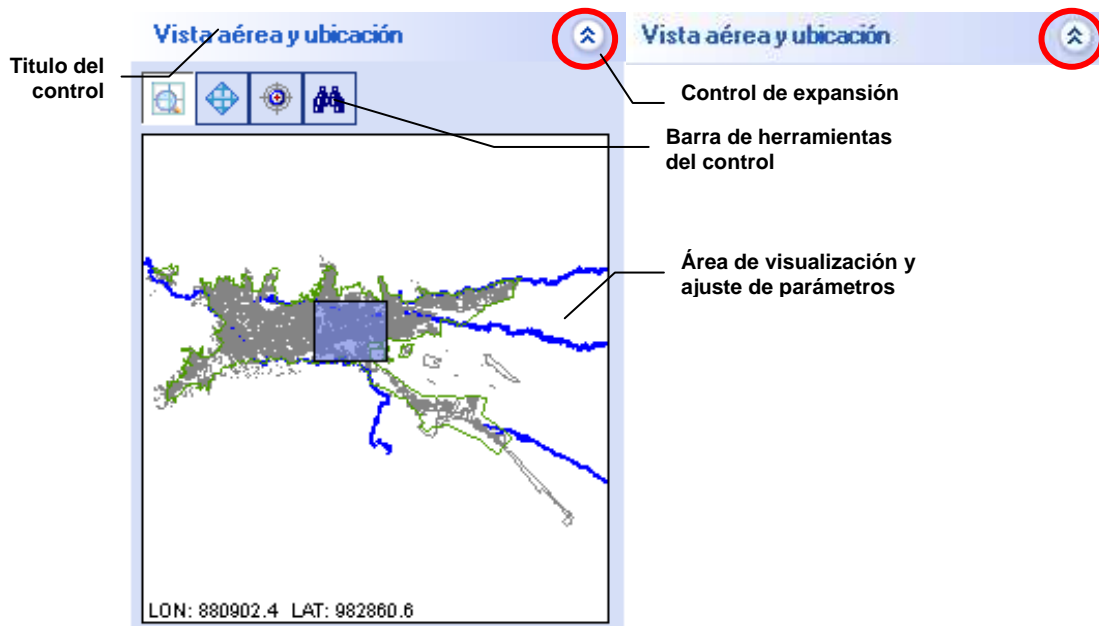 Vista aérea y ubicación
Vista aérea y ubicación
Titulo del
control
Control de expansión
Barra de herramientas
del control
Área de visualización y
ajuste de parámetros
LON: 880902.4 LAT: 982860.6